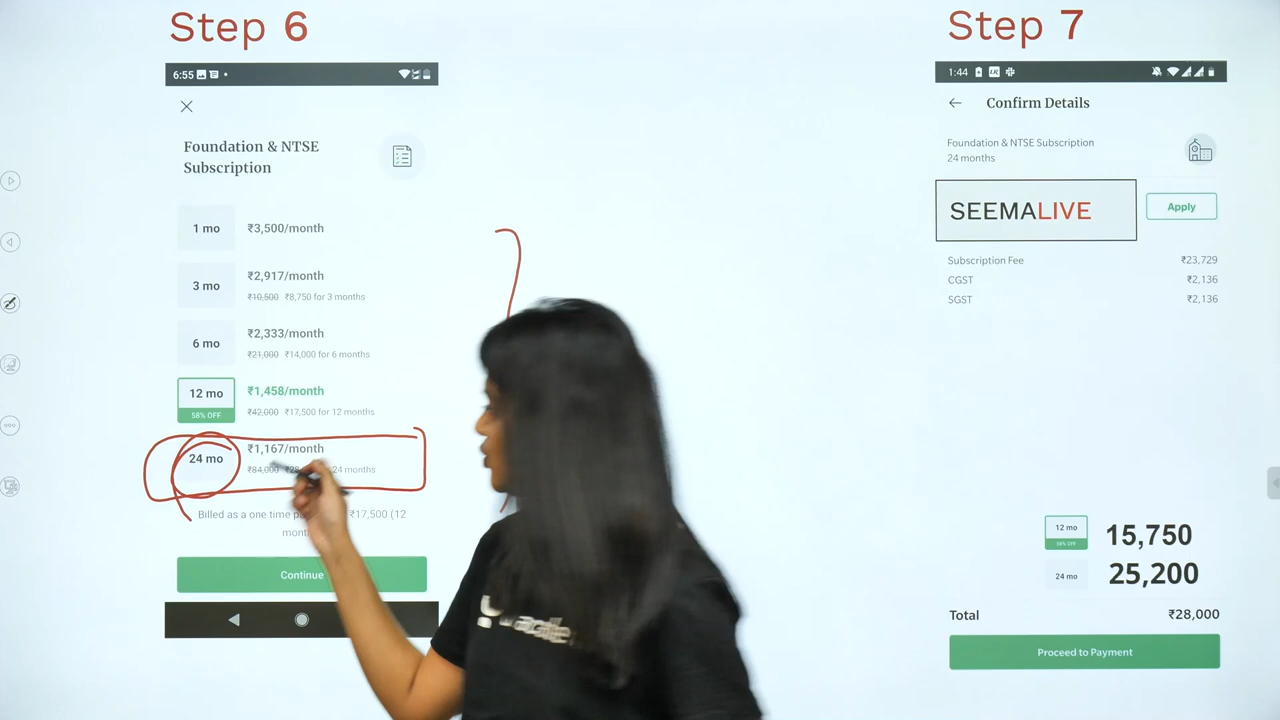 Step 6
6:55
Foundation & NTSE
Subscription
1 mo
₹3,500/month
3 mo
₹2,917/month
₹10,500 ₹8,750 for 3 months
6 mo
₹2,333/month
₹21,000 ₹14,000 for 6 months
12 mo
58% OFF
₹1,458/month
₹42,000 ₹17,500 for 12 months
24 mo
₹1,167/month
₹84,000 24 months
Billed as a one time ₹17,500 (12
Continue
Step 7
1:44
Confirm Details
Foundation & NTSE Subscription
24 months
SEEMALIVE
Apply
Subscription Fee ₹23,729
CGST ₹2,136
SGST ₹2,136
12 mo
58% OFF
15,750
24 mo
25,200
Total ₹28,000
Proceed to Payment